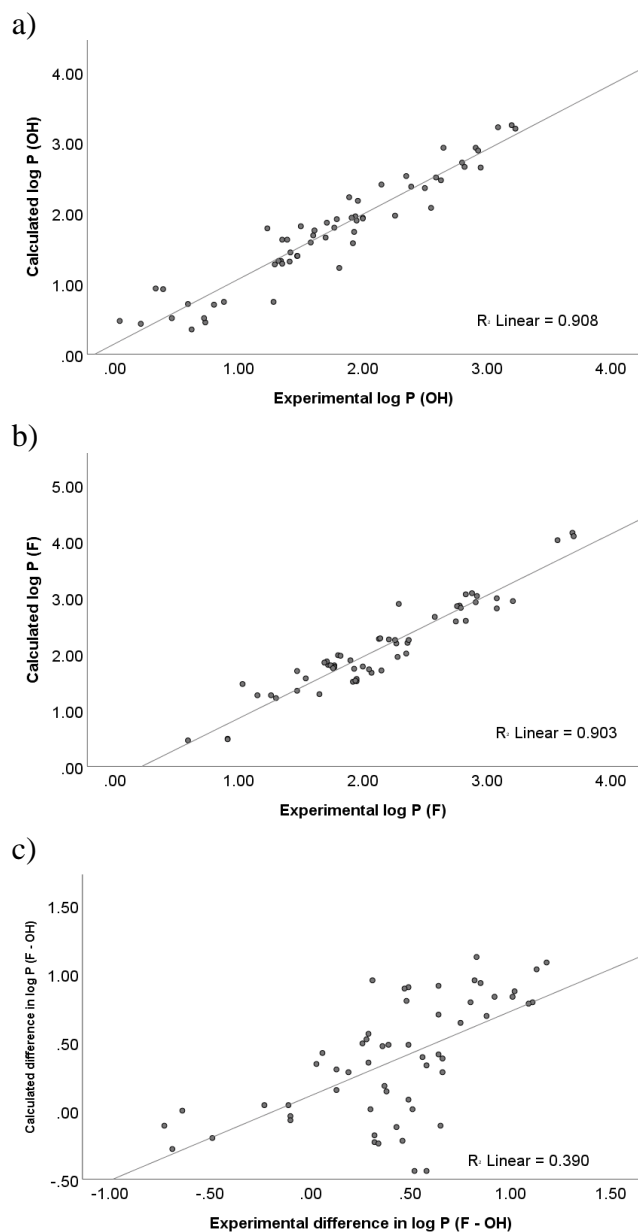 a)
4.00
3.00
2.00
1.00
.00
Calculated log P (OH)
R² Linear = 0.908
.00 1.00 2.00 3.00 4.00
Experimental log P (OH)
b)
5.00
4.00
3.00
2.00
1.00
.00
Calculated log P (F)
R² Linear = 0.903
.00 1.00 2.00 3.00 4.00
Experimental log P (F)
c)
1.50
1.00
.50
.00
-.50
Calculated difference in log P (F - OH)
R² Linear = 0.390
-1.00 -.50 .00 .50 1.00 1.50
Experimental difference in log P (F - OH)